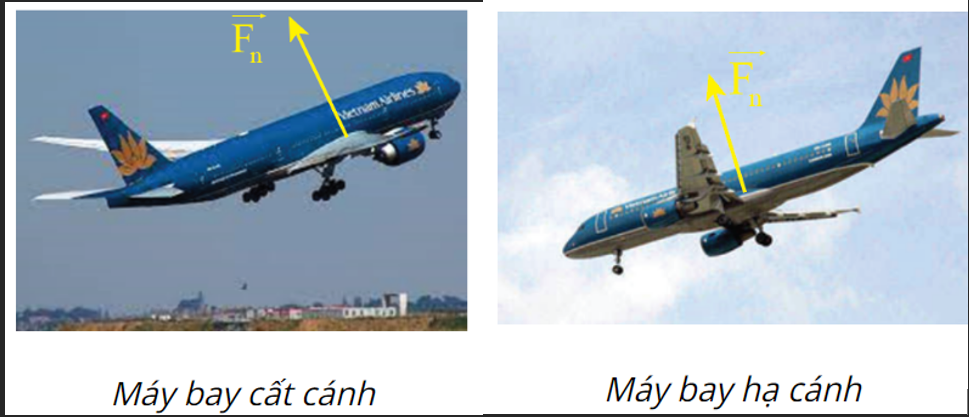 Fn
Vietnam Airlines
Fn
Máy bay cất cánh
Máy bay hạ cánh